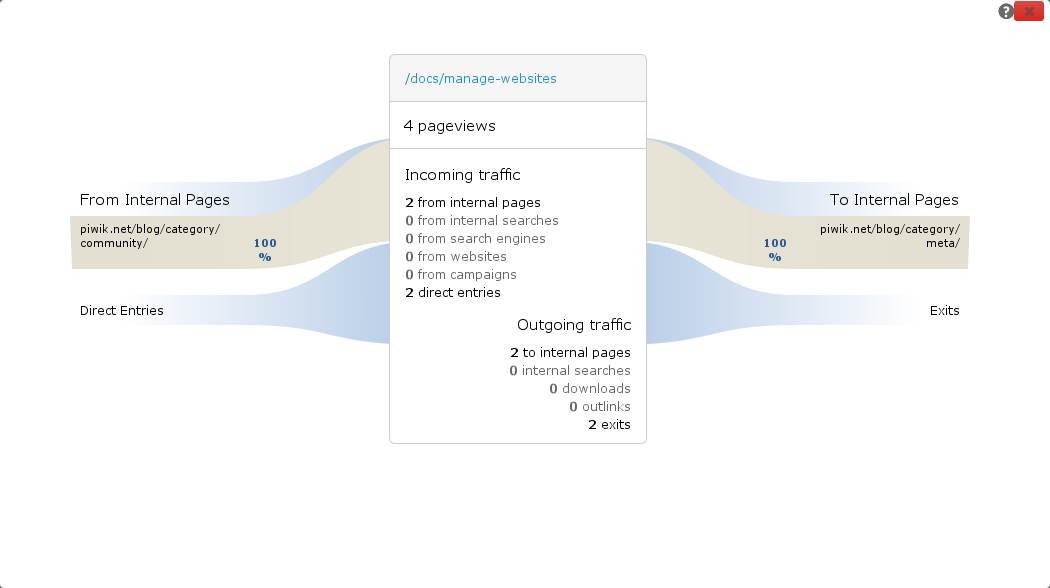 ?
/docs/manage-websites
4 pageviews
Incoming traffic
2 from internal pages
0 from internal searches
0 from search engines
0 from websites
0 from campaigns
2 direct entries
Outgoing traffic
2 to internal pages
0 internal searches
0 downloads
0 outlinks
2 exits
From Internal Pages
piwik.net/blog/category/
community/
100
%
Direct Entries
To Internal Pages
100
%
piwik.net/blog/category/
meta/
Exits